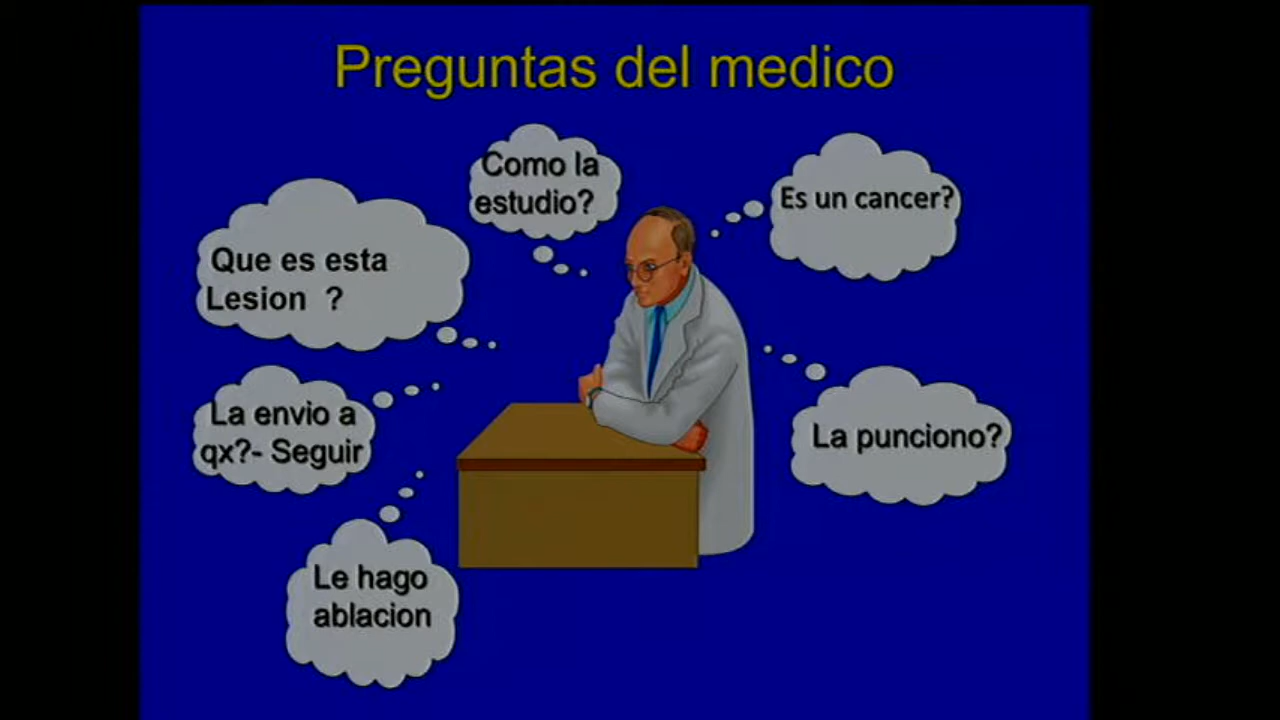 Preguntas del medico
Como la
estudio?
Es un cancer?
Que es esta
Lesion ?
La envio a
qx?- Seguir
La punciono?
Le hago
ablacion